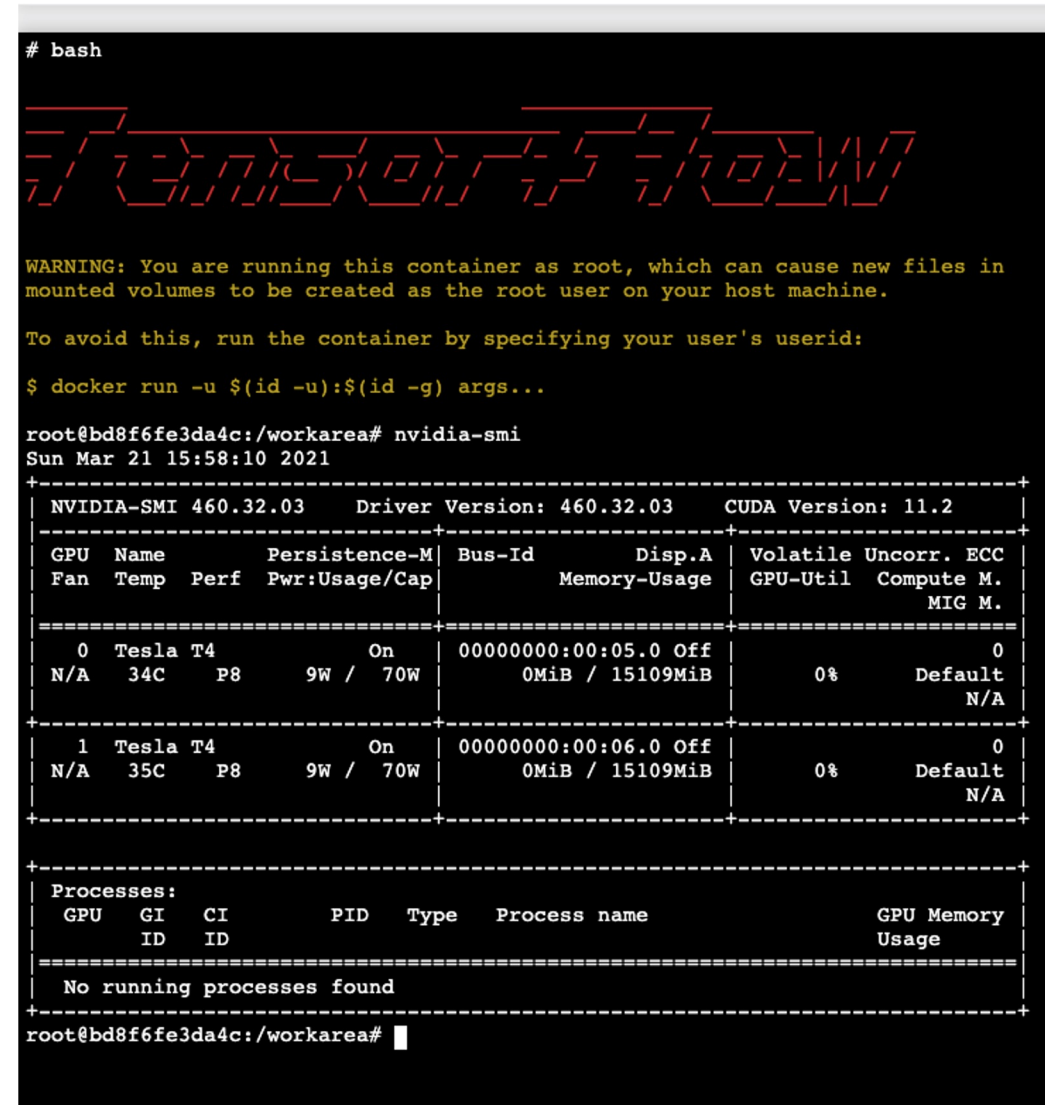 # bash
TensorFlow
WARNING: You are running this container as root, which can cause new files in
mounted volumes to be created as the root user on your host machine.
To avoid this, run the container by specifying your user's userid:
$ docker run -u $(id -u):$(id -g) args...
root@bd8f6fe3da4c:/workarea# nvidia-smi
Sun Mar 21 15:58:10 2021
+-----------------------------------------------------------------------------+
| NVIDIA-SMI 460.32.03    Driver Version: 460.32.03    CUDA Version: 11.2     |
|-------------------------------+----------------------+----------------------+
| GPU  Name        Persistence-M| Bus-Id        Disp.A | Volatile Uncorr. ECC |
| Fan  Temp  Perf  Pwr:Usage/Cap|         Memory-Usage | GPU-Util  Compute M. |
|                               |                      |               MIG M. |
|===============================+======================+======================|
|   0  Tesla T4            On   | 00000000:00:05.0 Off |                    0 |
| N/A   34C    P8     9W /  70W |      0MiB / 15109MiB |      0%      Default |
|                               |                      |                  N/A |
+-------------------------------+----------------------+----------------------+
|   1  Tesla T4            On   | 00000000:00:06.0 Off |                    0 |
| N/A   35C    P8     9W /  70W |      0MiB / 15109MiB |      0%      Default |
|                               |                      |                  N/A |
+-------------------------------+----------------------+----------------------+
+-----------------------------------------------------------------------------+
| Processes:                                                                  |
|  GPU   GI   CI        PID   Type   Process name                  GPU Memory |
|        ID   ID                                                   Usage      |
|=============================================================================|
|  No running processes found                                                 |
+-----------------------------------------------------------------------------+
root@bd8f6fe3da4c:/workarea#